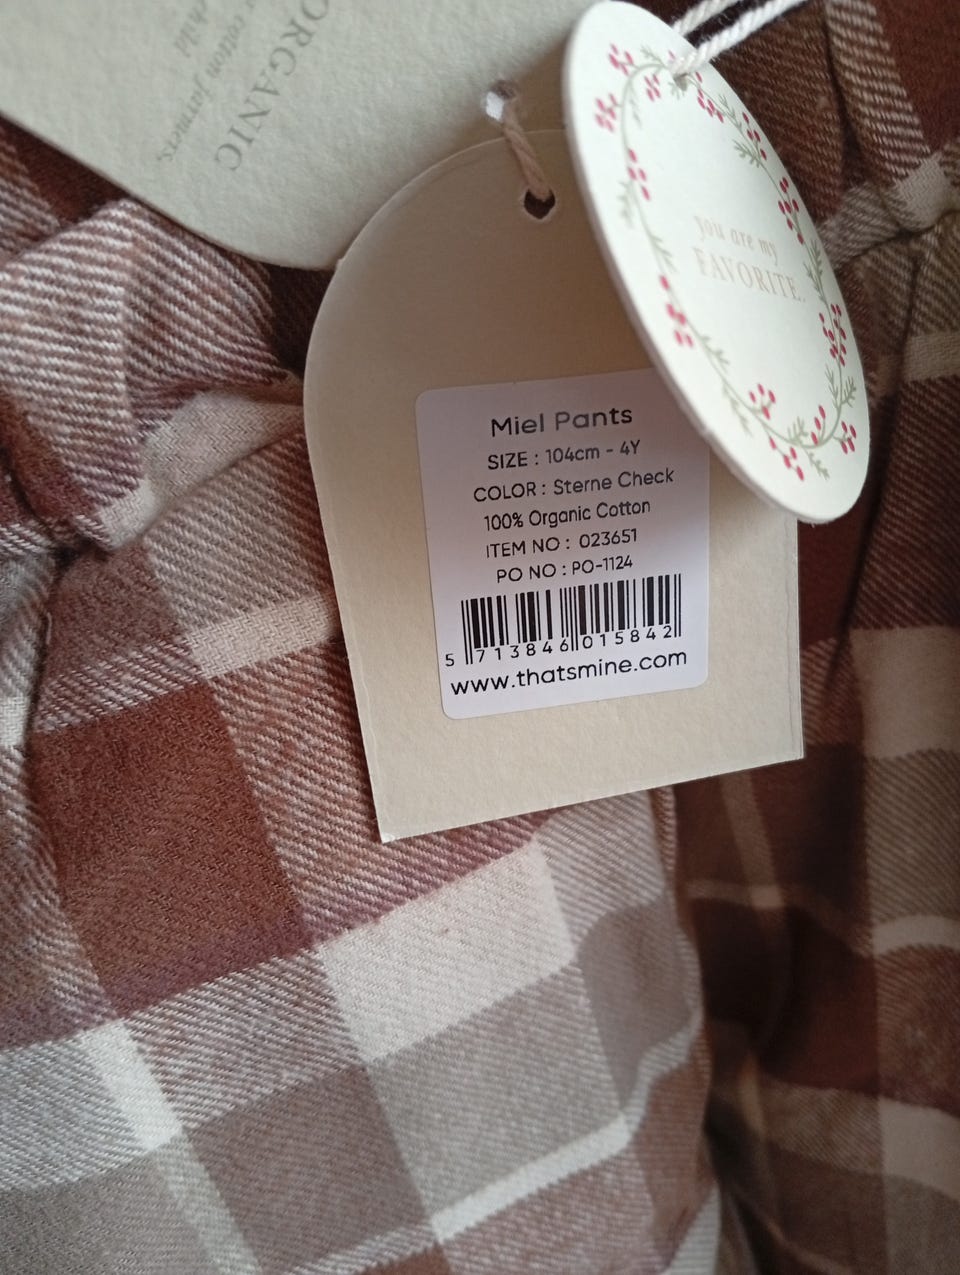 ORGANIC
cotton farmers,
child
you are my
FAVORITE.
Miel Pants
SIZE : 104cm - 4Y
COLOR : Sterne Check
100% Organic Cotton
ITEM NO : 023651
PO NO : PO-1124
5 713846 015842
www.thatsmine.com